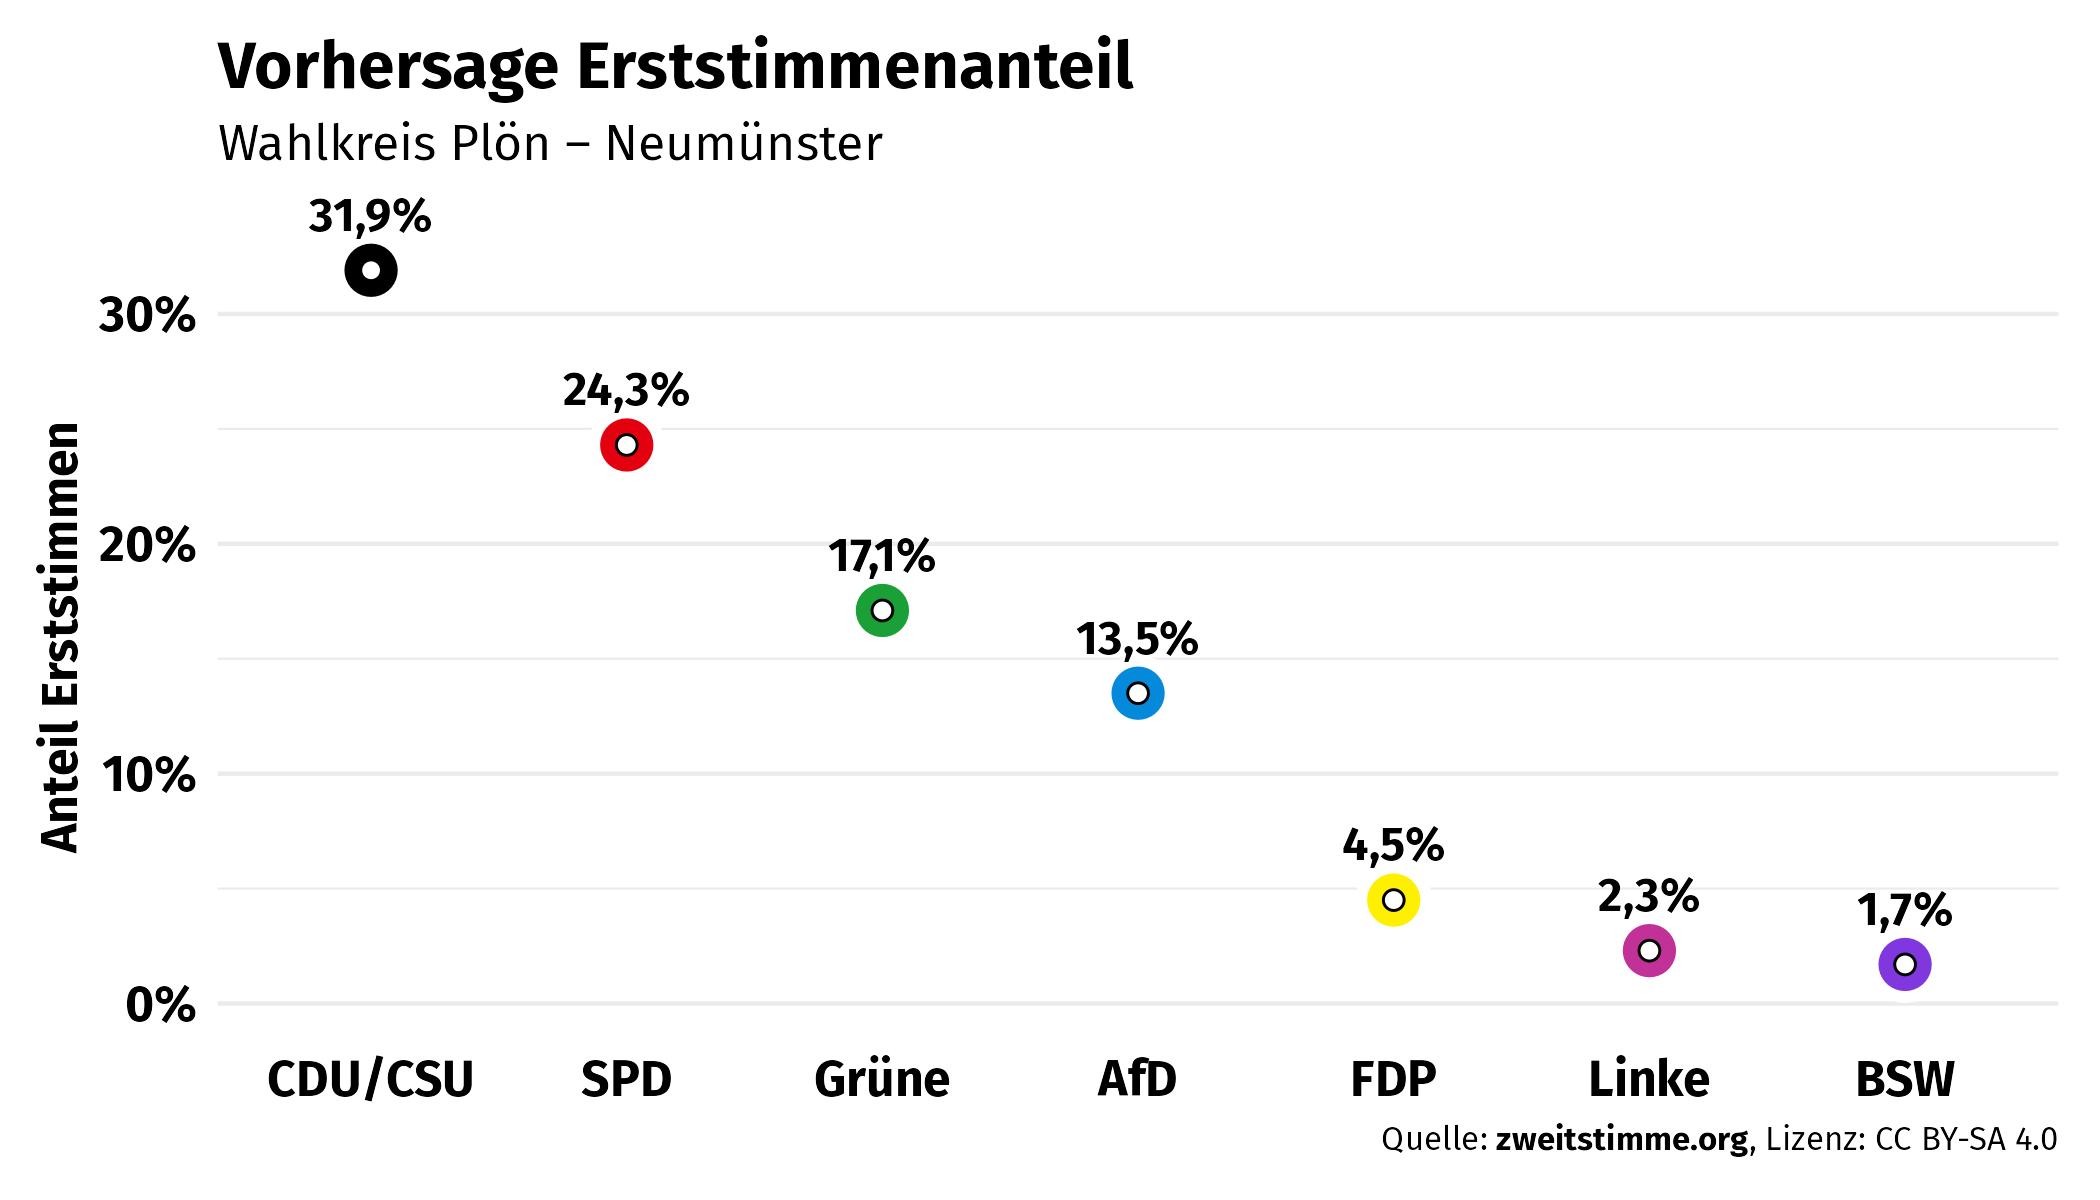 Vorhersage Erststimmenanteil
Wahlkreis Plön – Neumünster
Anteil Erststimmen
30%
20%
10%
0%
31,9%
24,3%
17,1%
13,5%
4,5%
2,3%
1,7%
CDU/CSU SPD Grüne AfD FDP Linke BSW
Quelle: zweitstimme.org, Lizenz: CC BY-SA 4.0